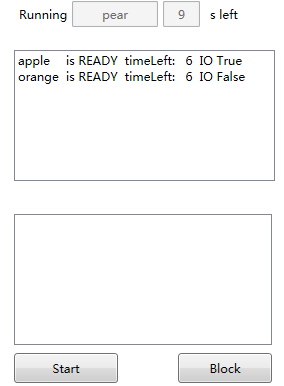 Running pear 9 s left
apple is READY timeLeft: 6 IO True
orange is READY timeLeft: 6 IO False
Start Block